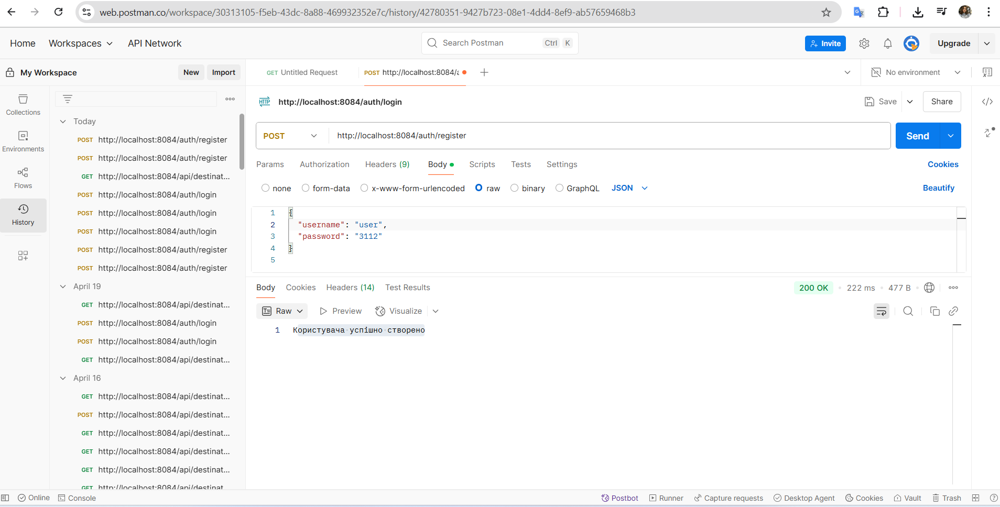 web.postman.co/workspace/30313105-f5eb-43dc-8a88-469932352e7c/history/42780351-9427b723-08e1-4dd4-8ef9-ab57659468b3
Home Workspaces API Network Search Postman Ctrl K Invite Upgrade
My Workspace New Import GET Untitled Request POST http://localhost:8084/a No environment
Collections
Environments
Flows
History
Today
POST http://localhost:8084/auth/register
POST http://localhost:8084/auth/register
GET http://localhost:8084/api/destinat...
POST http://localhost:8084/auth/login
POST http://localhost:8084/auth/login
POST http://localhost:8084/auth/login
POST http://localhost:8084/auth/register
POST http://localhost:8084/auth/register
April 19
GET http://localhost:8084/api/destinat...
POST http://localhost:8084/auth/login
POST http://localhost:8084/auth/login
GET http://localhost:8084/api/destinat...
April 16
GET http://localhost:8084/api/destinat...
POST http://localhost:8084/api/destinat...
GET http://localhost:8084/api/destinat...
GET http://localhost:8084/api/destinat...
GET http://localhost:8084/api/destinat...
GET http://localhost:8084/api/destinat
HTTP http://localhost:8084/auth/login Save Share
POST http://localhost:8084/auth/register Send
Params Authorization Headers (9) Body Scripts Tests Settings Cookies
none form-data x-www-form-urlencoded raw binary GraphQL JSON Beautify
1 {
2 "username": "user",
3 "password": "3112"
4 }
5
Body Cookies Headers (14) Test Results 200 OK 222 ms 477 B
Raw Preview Visualize
1 Користувача успішно створено
Online Console Postbot Runner Capture requests Desktop Agent Cookies Vault Trash